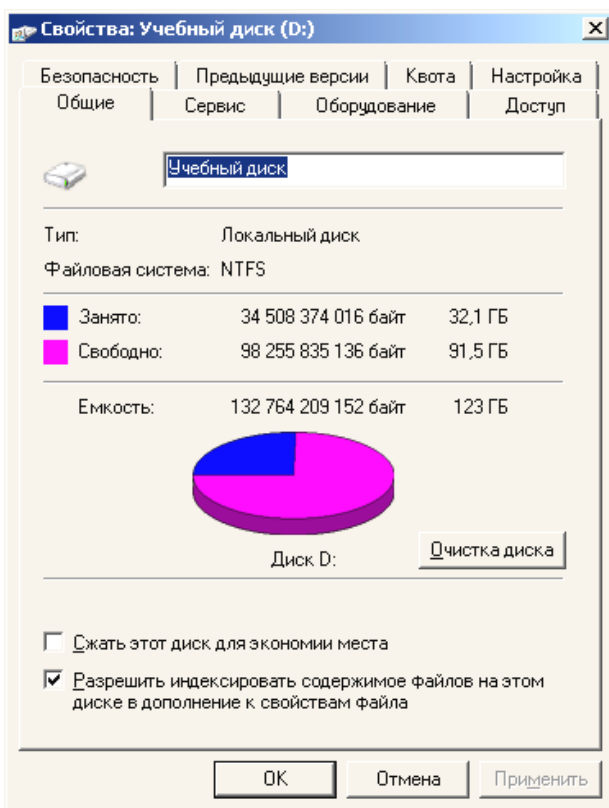 Свойства: Учебный диск (D:)
Безопасность Предыдущие версии Квота Настройка
Общие Сервис Оборудование Доступ
Учебный диск
Тип: Локальный диск
Файловая система: NTFS
Занято: 34 508 374 016 байт 32,1 ГБ
Свободно: 98 255 835 136 байт 91,5 ГБ
Емкость: 132 764 209 152 байт 123 ГБ
Диск D: Очистка диска
Сжать этот диск для экономии места
Разрешить индексировать содержимое файлов на этом
диске в дополнение к свойствам файла
OK Отмена Применить